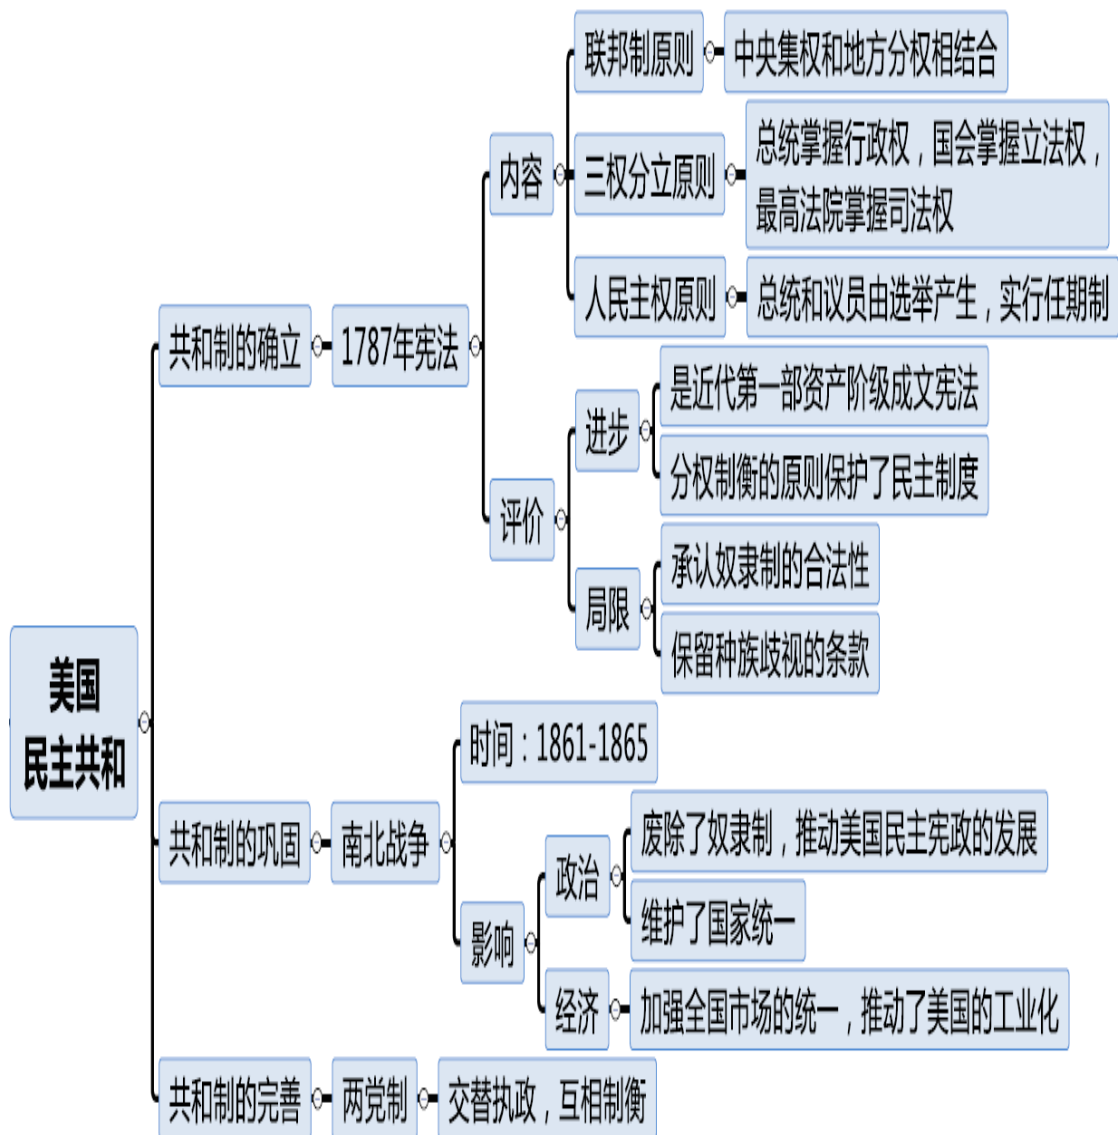 美国
民主共和
共和制的确立
1787年宪法
内容
联邦制原则
中央集权和地方分权相结合
三权分立原则
总统掌握行政权，国会掌握立法权，
最高法院掌握司法权
人民主权原则
总统和议员由选举产生，实行任期制
评价
进步
是近代第一部资产阶级成文宪法
分权制衡的原则保护了民主制度
局限
承认奴隶制的合法性
保留种族歧视的条款
共和制的巩固
南北战争
时间：1861-1865
影响
政治
废除了奴隶制，推动美国民主宪政的发展
维护了国家统一
经济
加强全国市场的统一，推动了美国的工业化
共和制的完善
两党制
交替执政，互相制衡